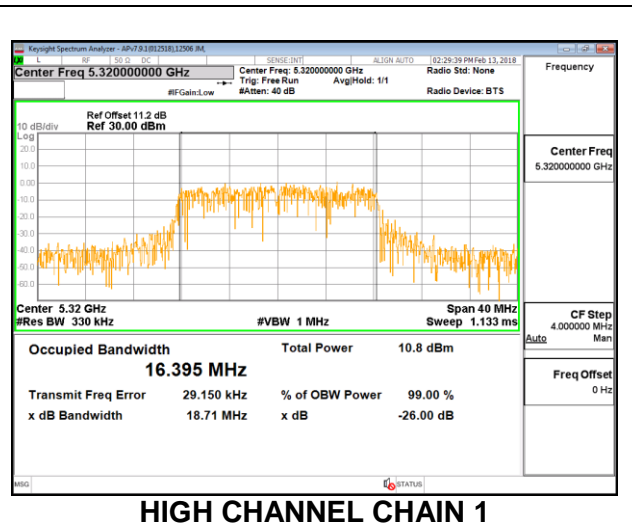 Keysight Spectrum Analyzer - APv7.9.1(012518),12506 JM,
L RF 50 Ω DC SENSE:INT ALIGN AUTO 02:29:39 PM Feb 13, 2018
Center Freq 5.320000000 GHz
Center Freq: 5.320000000 GHz Radio Std: None
Trig: Free Run Avg|Hold: 1/1
#IFGain:Low #Atten: 40 dB Radio Device: BTS
Frequency
Ref Offset 11.2 dB
10 dB/div Ref 30.00 dBm
Log
20.0
10.0
0.00
-10.0
-20.0
-30.0
-40.0
-50.0
-60.0
Center 5.32 GHz Span 40 MHz
#Res BW 330 kHz #VBW 1 MHz Sweep 1.133 ms
Center Freq
5.320000000 GHz
CF Step
4.000000 MHz
Auto Man
Freq Offset
0 Hz
Occupied Bandwidth Total Power 10.8 dBm
16.395 MHz
Transmit Freq Error 29.150 kHz % of OBW Power 99.00 %
x dB Bandwidth 18.71 MHz x dB -26.00 dB
MSG STATUS
HIGH CHANNEL CHAIN 1